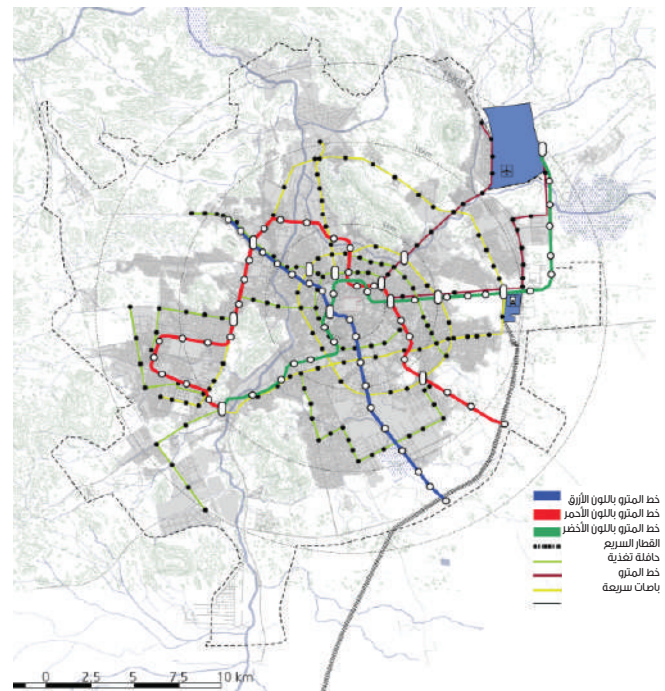 خط المترو باللون الأزرق
خط المترو باللون الأحمر
خط المترو باللون الأخضر
القطار السريع
حافلة تغذية
خط المترو
باصات سريعة
0 2,5 5 7,5 10 km